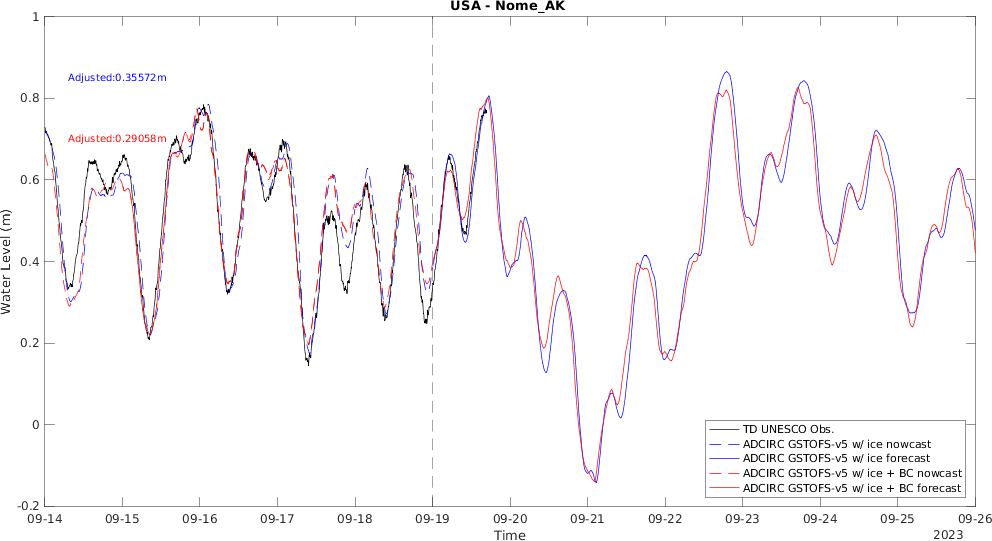 USA - Nome_AK
1
0.8
0.6
0.4
0.2
0
-0.2
Water Level (m)
Adjusted:0.35572m
Adjusted:0.29058m
TD UNESCO Obs.
ADCIRC GSTOFS-v5 w/ ice nowcast
ADCIRC GSTOFS-v5 w/ ice forecast
ADCIRC GSTOFS-v5 w/ ice + BC nowcast
ADCIRC GSTOFS-v5 w/ ice + BC forecast
09-14 09-15 09-16 09-17 09-18 09-19 09-20 09-21 09-22 09-23 09-24 09-25 09-26
Time
2023